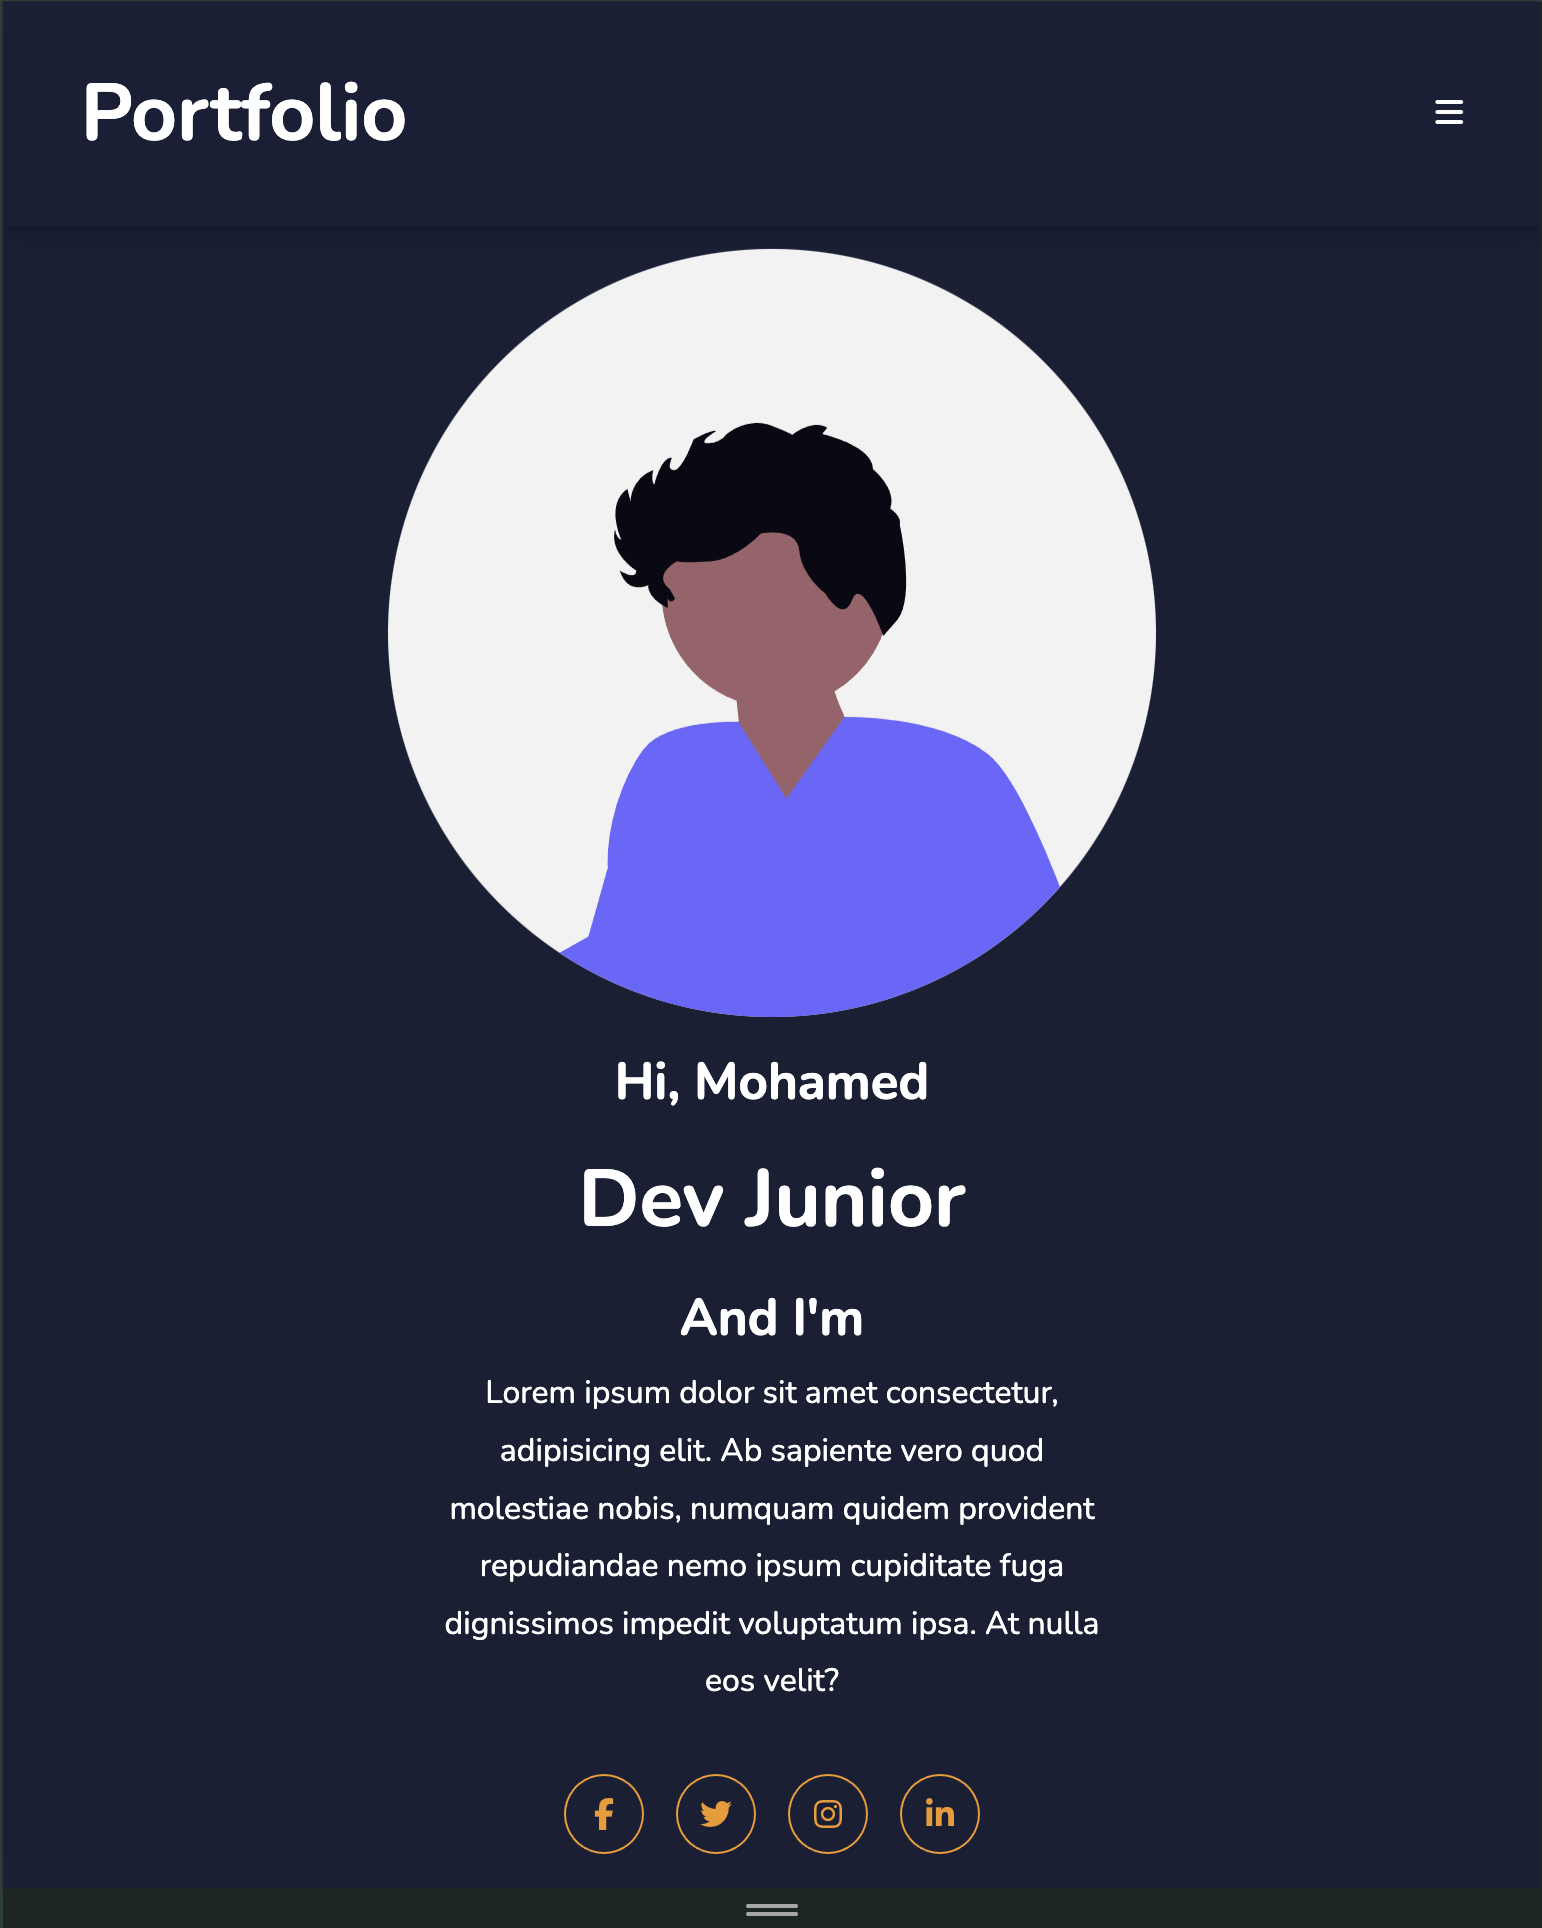 Portfolio
Hi, Mohamed
Dev Junior
And I'm
Lorem ipsum dolor sit amet consectetur,
adipisicing elit. Ab sapiente vero quod
molestiae nobis, numquam quidem provident
repudiandae nemo ipsum cupiditate fuga
dignissimos impedit voluptatum ipsa. At nulla
eos velit?